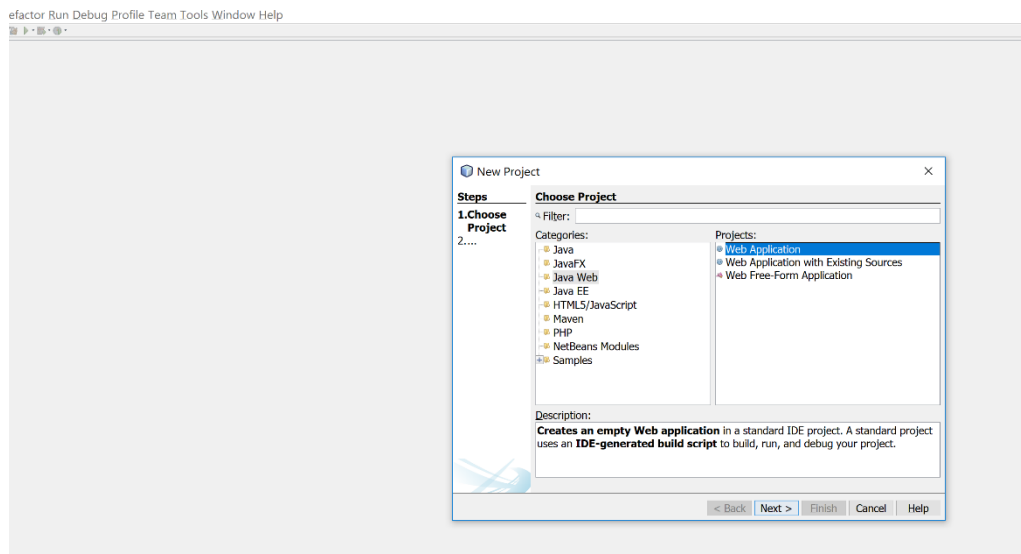 efactor Run Debug Profile Team Tools Window Help
New Project
Steps
1.Choose
Project
2....
Choose Project
Filter:
Categories:
Java
JavaFX
Java Web
Java EE
HTML5/JavaScript
Maven
PHP
NetBeans Modules
Samples
Projects:
Web Application
Web Application with Existing Sources
Web Free-Form Application
Description:
Creates an empty Web application in a standard IDE project. A standard project
uses an IDE-generated build script to build, run, and debug your project.
< Back Next > Finish Cancel Help